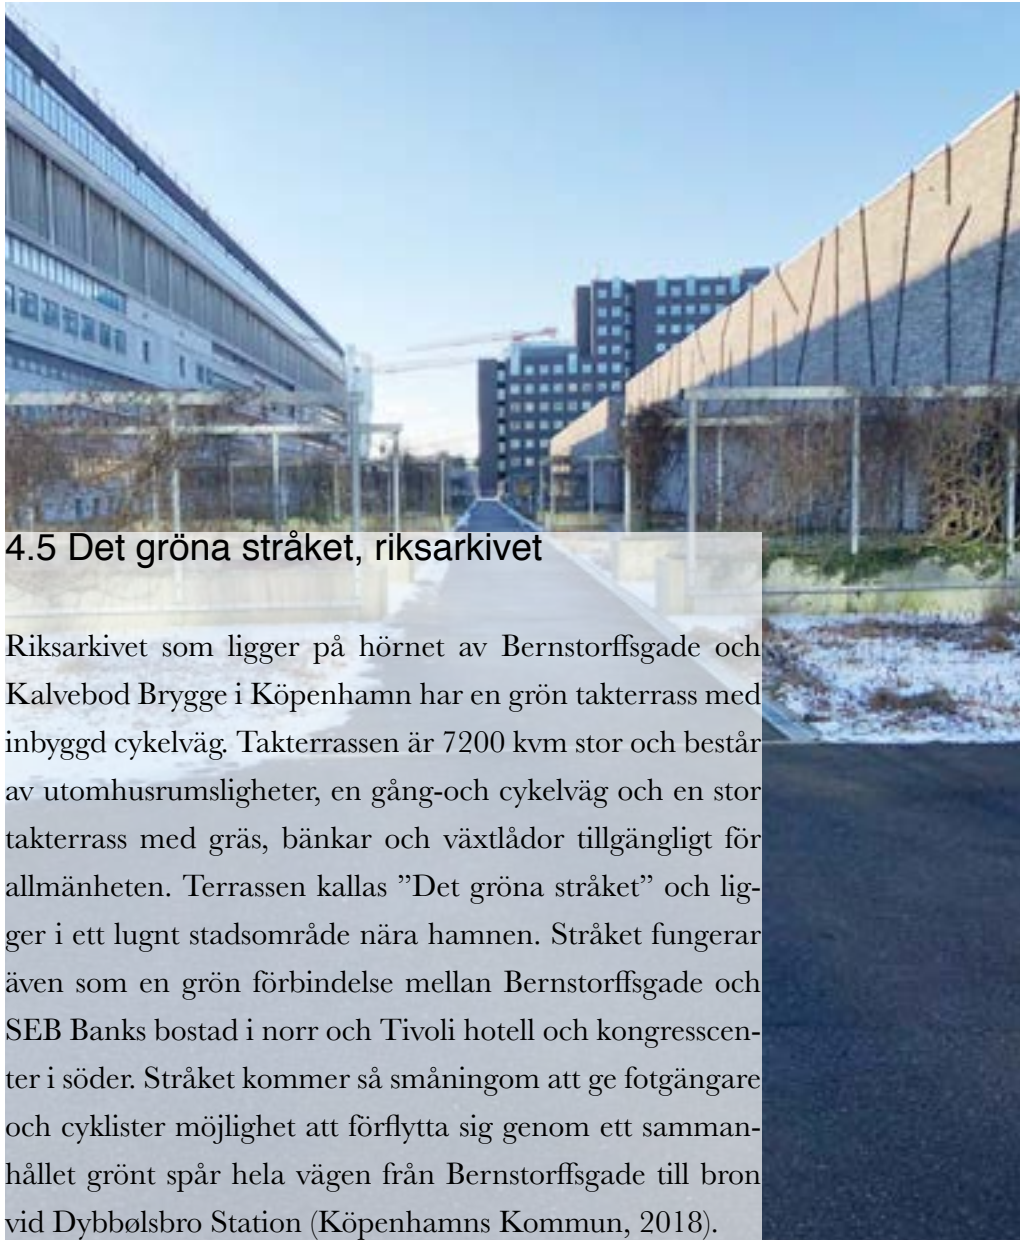 4.5 Det gröna stråket, riksarkivet
Riksarkivet som ligger på hörnet av Bernstorffsgade och
Kalvebod Brygge i Köpenhamn har en grön takterrass med
inbyggd cykelväg. Takterrassen är 7200 kvm stor och består
av utomhusrumsligheter, en gång-och cykelväg och en stor
takterrass med gräs, bänkar och växtlådor tillgängligt för
allmänheten. Terrassen kallas ”Det gröna stråket” och lig-
ger i ett lugnt stadsområde nära hamnen. Stråket fungerar
även som en grön förbindelse mellan Bernstorffsgade och
SEB Banks bostad i norr och Tivoli hotell och kongresscen-
ter i söder. Stråket kommer så småningom att ge fotgängare
och cyklister möjlighet att förflytta sig genom ett samman-
hållet grönt spår hela vägen från Bernstorffsgade till bron
vid Dybbølsbro Station (Köpenhamns Kommun, 2018).